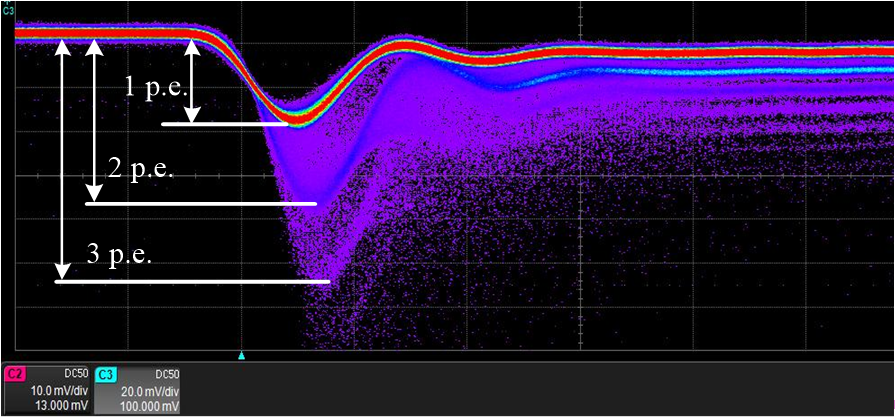 C3
1 p.e.
2 p.e.
3 p.e.
C2 DC50
10.0 mV/div
13.000 mV
C3 DC50
20.0 mV/div
100.000 mV